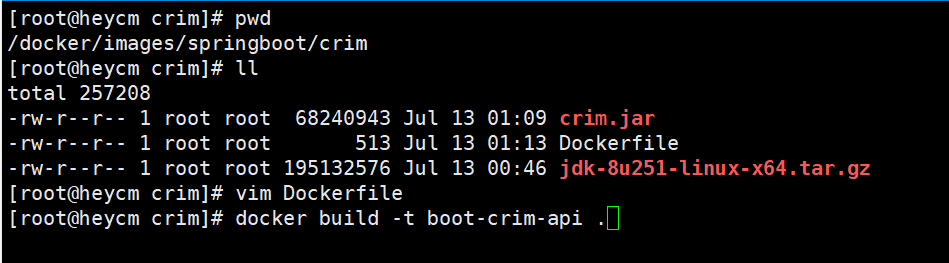 [root@heycm crim]# pwd
/docker/images/springboot/crim
[root@heycm crim]# ll
total 257208
-rw-r--r-- 1 root root  68240943 Jul 13 01:09 crim.jar
-rw-r--r-- 1 root root       513 Jul 13 01:13 Dockerfile
-rw-r--r-- 1 root root 195132576 Jul 13 00:46 jdk-8u251-linux-x64.tar.gz
[root@heycm crim]# vim Dockerfile
[root@heycm crim]# docker build -t boot-crim-api .